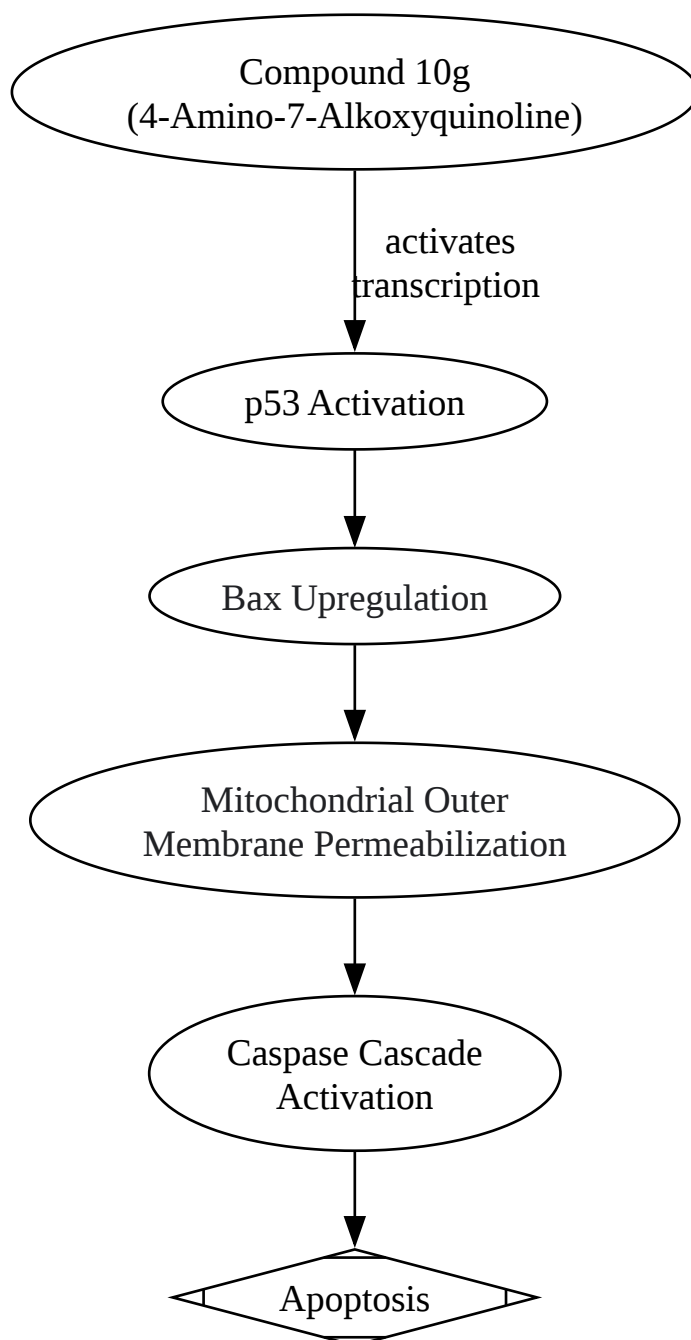 Compound 10g
(4-Amino-7-Alkoxyquinoline)
activates
transcription
p53 Activation
Bax Upregulation
Mitochondrial Outer
Membrane Permeabilization
Caspase Cascade
Activation
Apoptosis